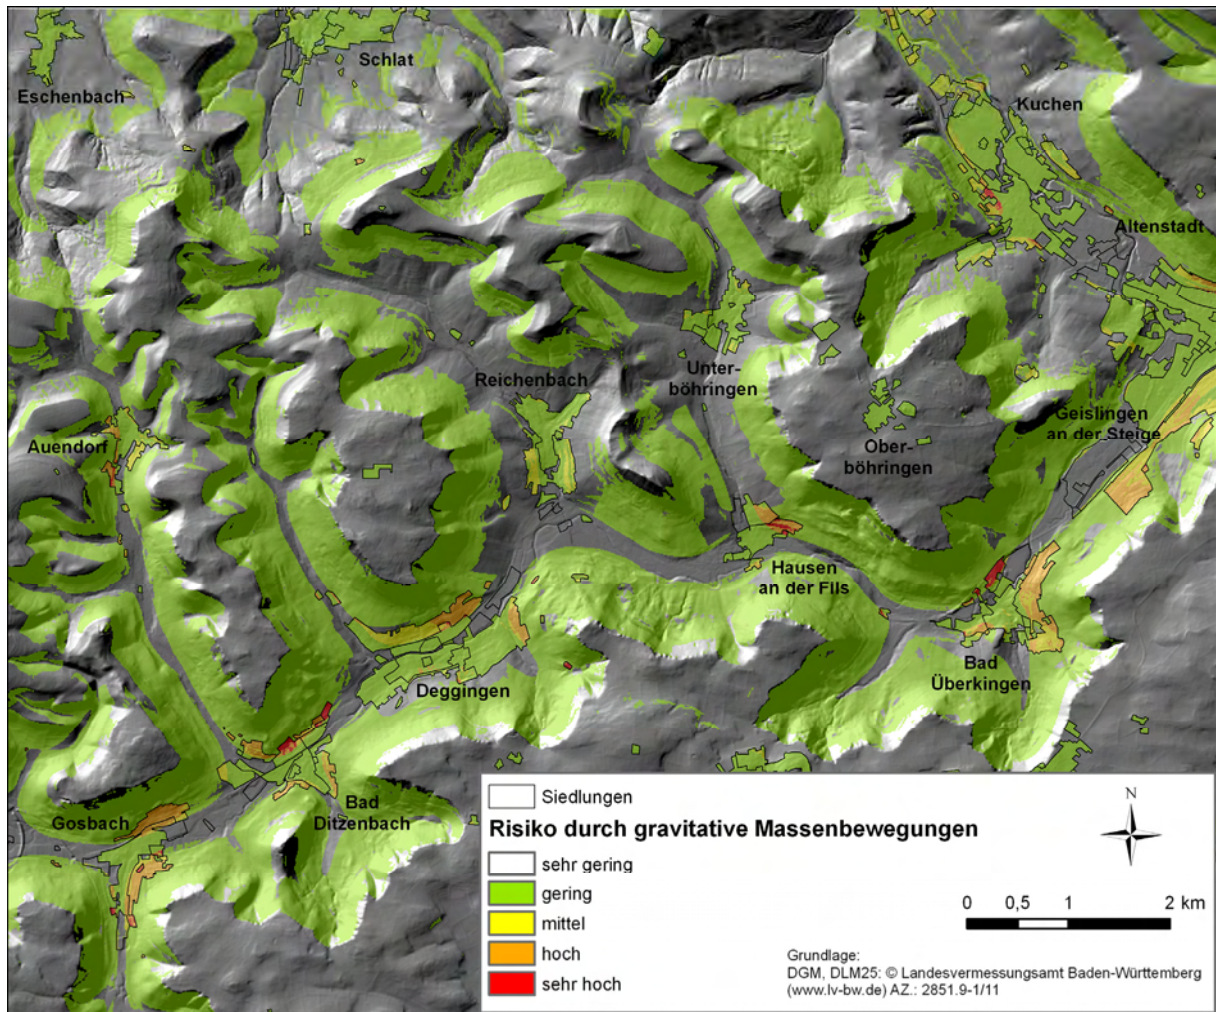 Schlat
Eschenbach
Kuchen
Altenstadt
Reichenbach
Unter-
böhringen
Auendorf
Ober-
böhringen
Geislingen
an der Steige
Hausen
an der Fils
Deggingen
Bad
Überkingen
Gosbach
Bad
Ditzenbach
Siedlungen
Risiko durch gravitative Massenbewegungen
sehr gering
gering
mittel
hoch
sehr hoch
N
0 0,5 1 2 km
Grundlage:
DGM, DLM25: © Landesvermessungsamt Baden-Württemberg
(www.lv-bw.de) AZ.: 2851.9-1/11